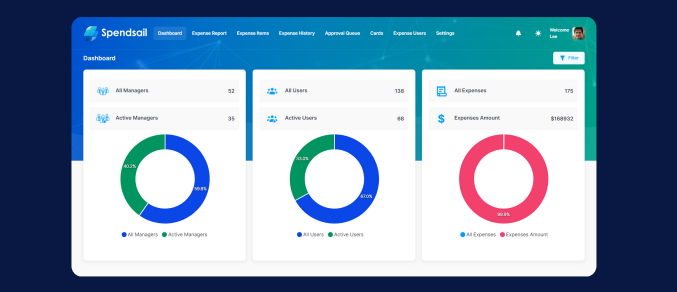 Spendsail
Dashboard Expense Report Expense Items Expense History Approval Queue Cards Expense Users Settings
Welcome
Lee
Dashboard
Filter
All Managers 52
Active Managers 35
40.2%
59.8%
All Managers Active Managers
All Users 138
Active Users 68
33.0%
67.0%
All Users Active Users
All Expenses 175
Expenses Amount $168932
99.9%
All Expenses Expenses Amount